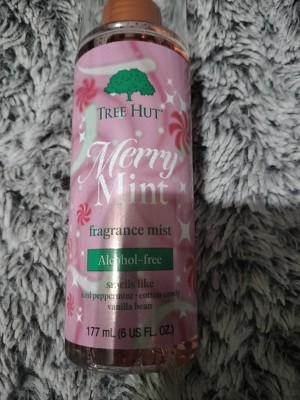 TREE HUT
Merry
Mint
fragrance mist
Alcohol-free
smells like
iced peppermint • cotton candy
vanilla bean
177 mL (6 US FL. OZ.)